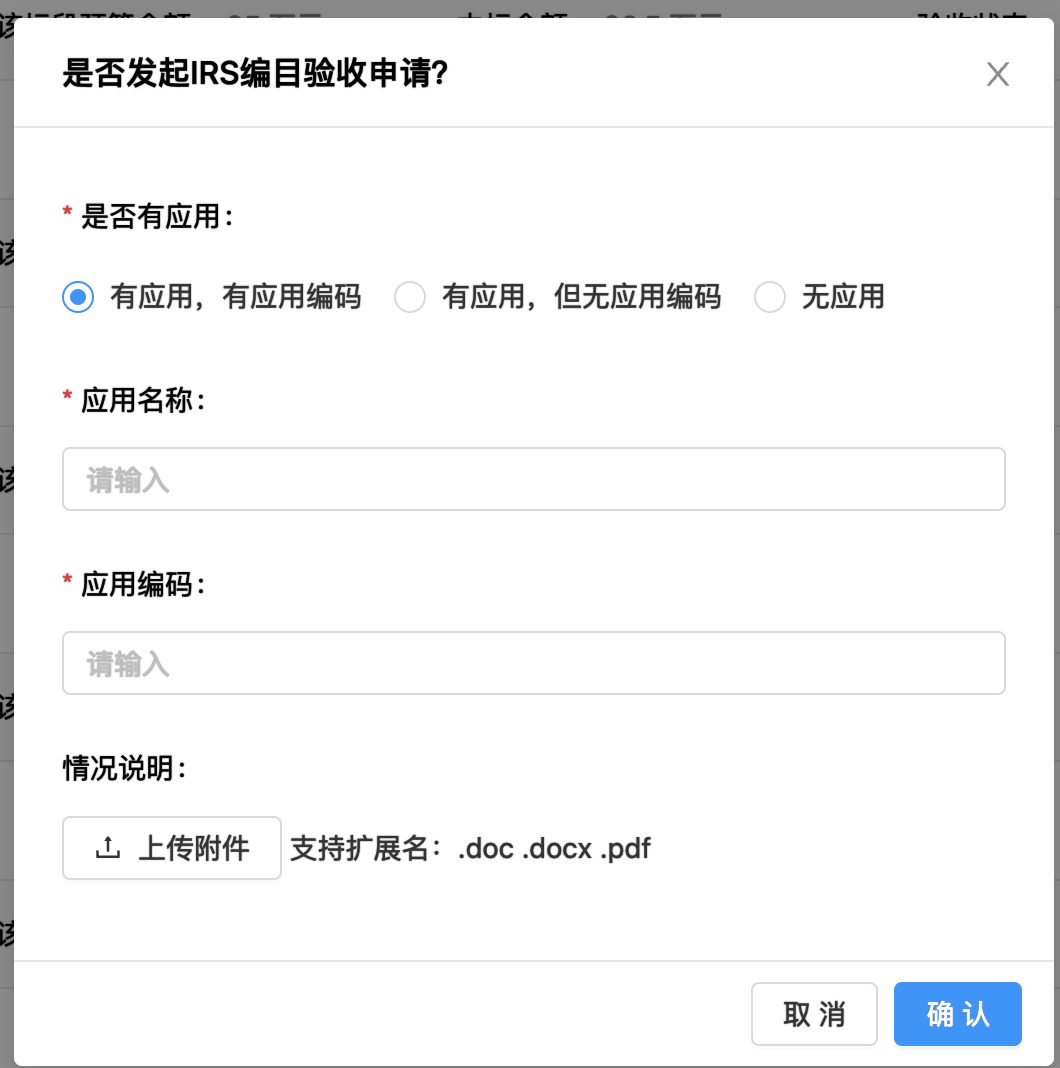 是否发起IRS编目验收申请?
* 是否有应用:
有应用，有应用编码 有应用，但无应用编码 无应用
* 应用名称:
请输入
* 应用编码:
请输入
情况说明:
上传附件 支持扩展名：.doc .docx .pdf
取 消 确 认